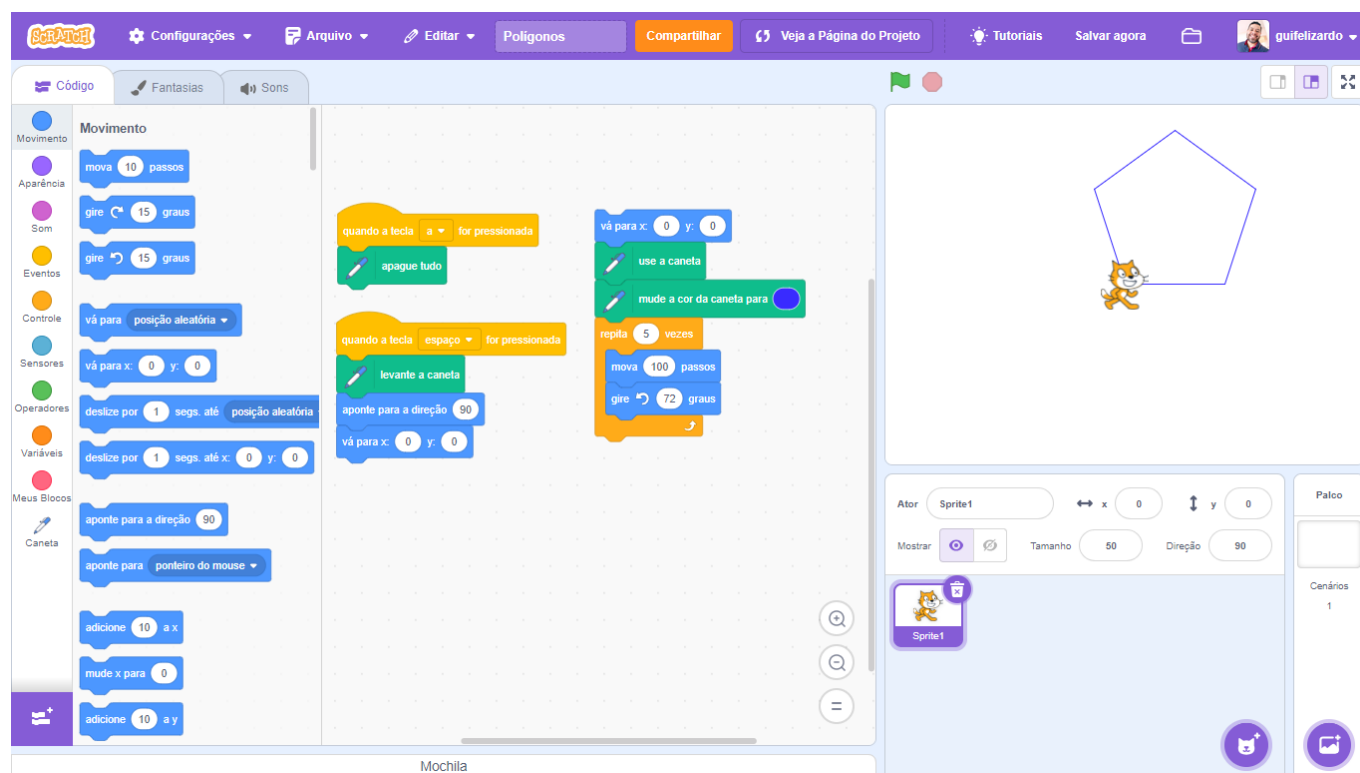 SCRATCH
Configurações
Arquivo
Editar
Polígonos
Compartilhar
Veja a Página do Projeto
Tutoriais
Salvar agora
guifelizardo
Código
Fantasias
Sons
Movimento
Aparência
Som
Eventos
Controle
Sensores
Operadores
Variáveis
Meus Blocos
Caneta
Movimento
mova 10 passos
gire 15 graus
gire 15 graus
vá para posição aleatória
vá para x: 0 y: 0
deslize por 1 segs. até posição aleatória
deslize por 1 segs. até x: 0 y: 0
aponte para a direção 90
aponte para ponteiro do mouse
adicione 10 a x
mude x para 0
adicione 10 a y
quando a tecla a for pressionada
apague tudo
quando a tecla espaço for pressionada
levante a caneta
aponte para a direção 90
vá para x: 0 y: 0
vá para x: 0 y: 0
use a caneta
mude a cor da caneta para
repita 5 vezes
mova 100 passos
gire 72 graus
Ator Sprite1 x 0 y 0
Mostrar Tamanho 50 Direção 90
Sprite1
Palco
Cenários
1
Mochila